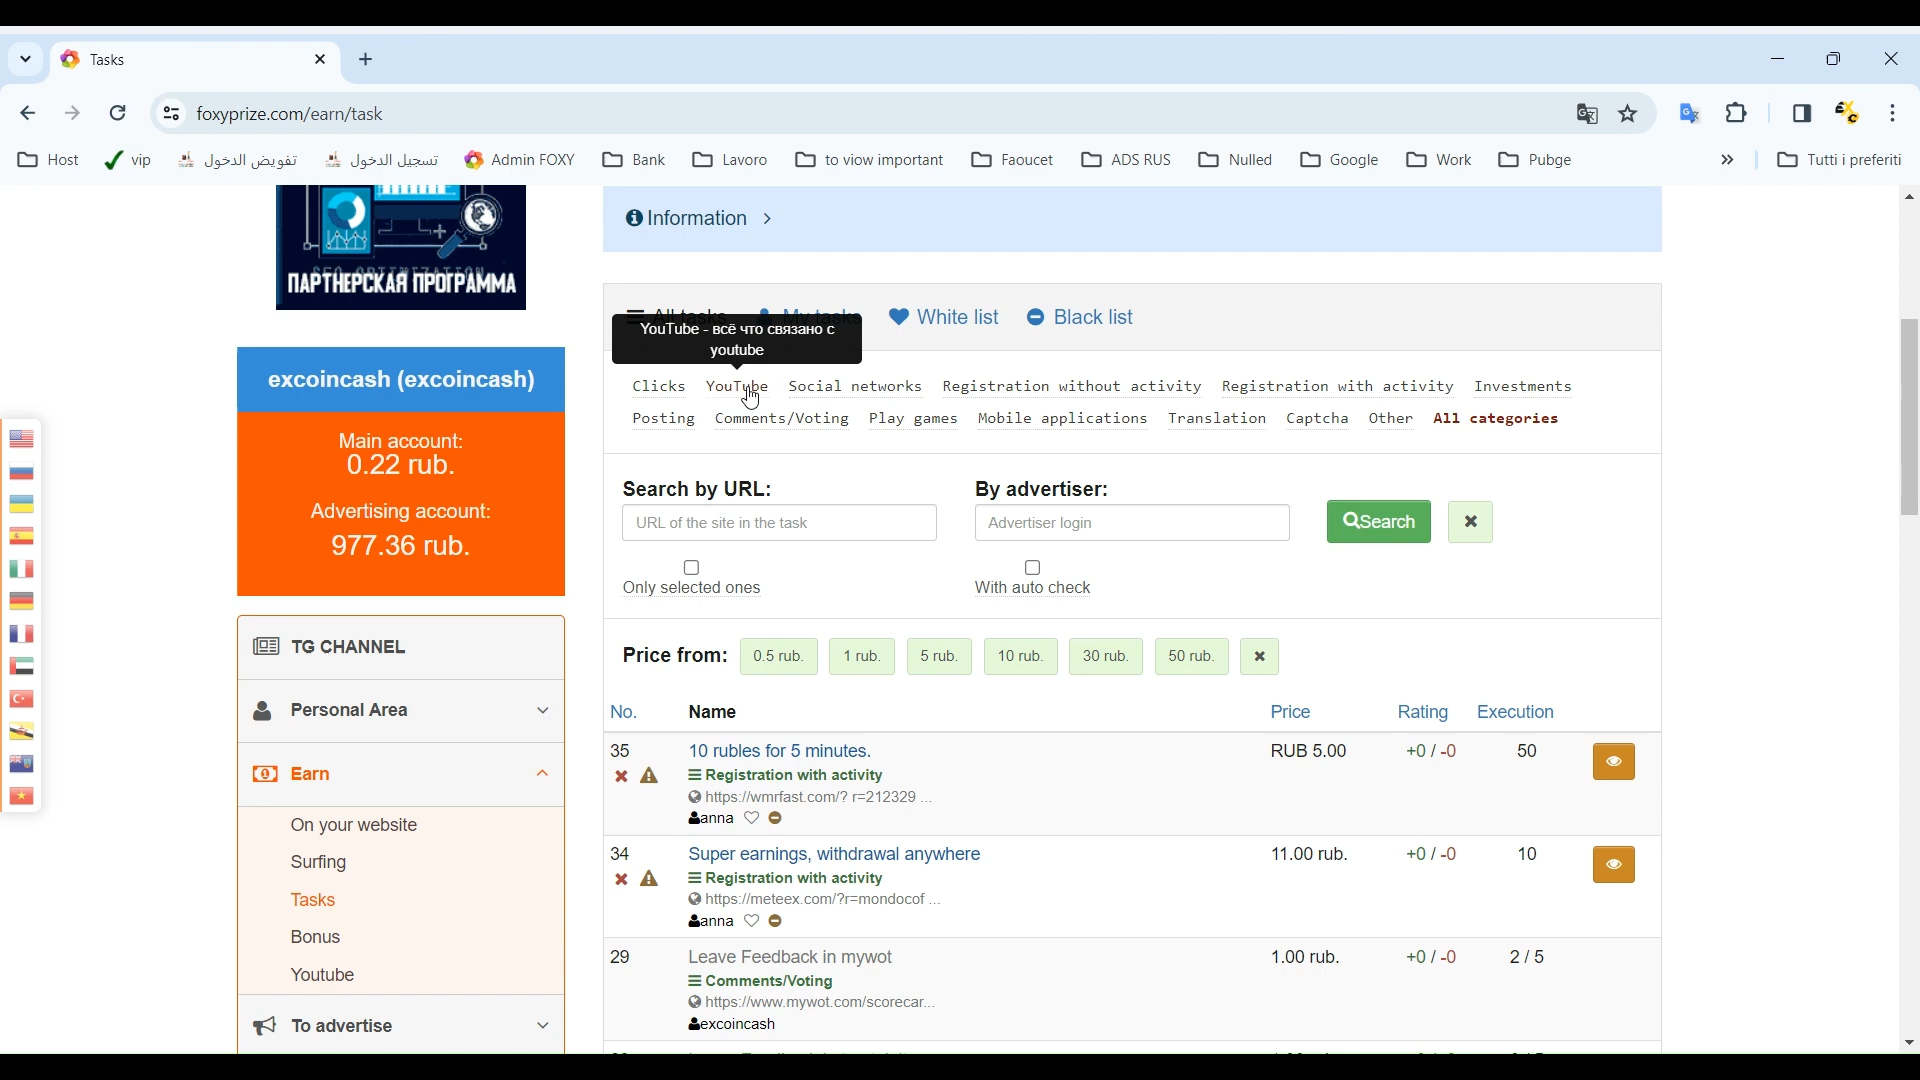 Tasks
foxyprize.com/earn/task
Host
vip
تفويض الدخول
تسجيل الدخول
Admin FOXY
Bank
Lavoro
to viow important
Faoucet
ADS RUS
Nulled
Google
Work
Pubge
Tutti i preferiti
ПАРТНЕРСКАЯ ПРОГРАММА
excoincash (excoincash)
Main account:
0.22 rub.
Advertising account:
977.36 rub.
TG CHANNEL
Personal Area
Earn
On your website
Surfing
Tasks
Bonus
Youtube
To advertise
Information
All tasks My tasks White list Black list
YouTube - всё что связано с
youtube
Clicks YouTube Social networks Registration without activity Registration with activity Investments
Posting Comments/Voting Play games Mobile applications Translation Captcha Other All categories
Search by URL: By advertiser:
URL of the site in the task Advertiser login Search
Only selected ones With auto check
Price from: 0.5 rub. 1 rub. 5 rub. 10 rub. 30 rub. 50 rub.
No. Name Price Rating Execution
35 10 rubles for 5 minutes. RUB 5.00 +0 / -0 50
Registration with activity
https://wmrfast.com/? r=212329 ...
anna
34 Super earnings, withdrawal anywhere 11.00 rub. +0 / -0 10
Registration with activity
https://meteex.com/?r=mondocof ...
anna
29 Leave Feedback in mywot 1.00 rub. +0 / -0 2 / 5
Comments/Voting
https://www.mywot.com/scorecar...
excoincash